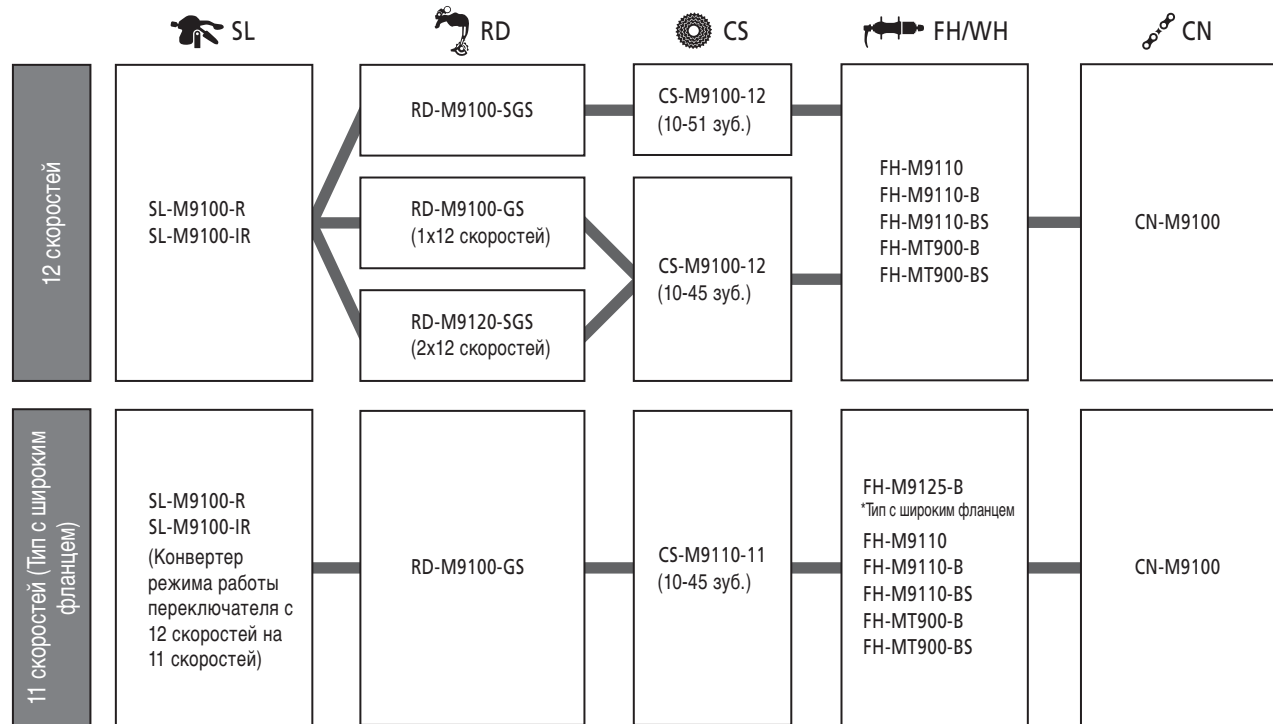 SL
RD
CS
FH/WH
CN
12 скоростей
SL-M9100-R
SL-M9100-IR
RD-M9100-SGS
RD-M9100-GS
(1x12 скоростей)
RD-M9120-SGS
(2x12 скоростей)
CS-M9100-12
(10-51 зуб.)
CS-M9100-12
(10-45 зуб.)
FH-M9110
FH-M9110-B
FH-M9110-BS
FH-MT900-B
FH-MT900-BS
CN-M9100
11 скоростей (Тип с широким
фланцем)
SL-M9100-R
SL-M9100-IR
(Конвертер
режима работы
переключателя с
12 скоростей на
11 скоростей)
RD-M9100-GS
CS-M9110-11
(10-45 зуб.)
FH-M9125-B
*Тип с широким фланцем
FH-M9110
FH-M9110-B
FH-M9110-BS
FH-MT900-B
FH-MT900-BS
CN-M9100